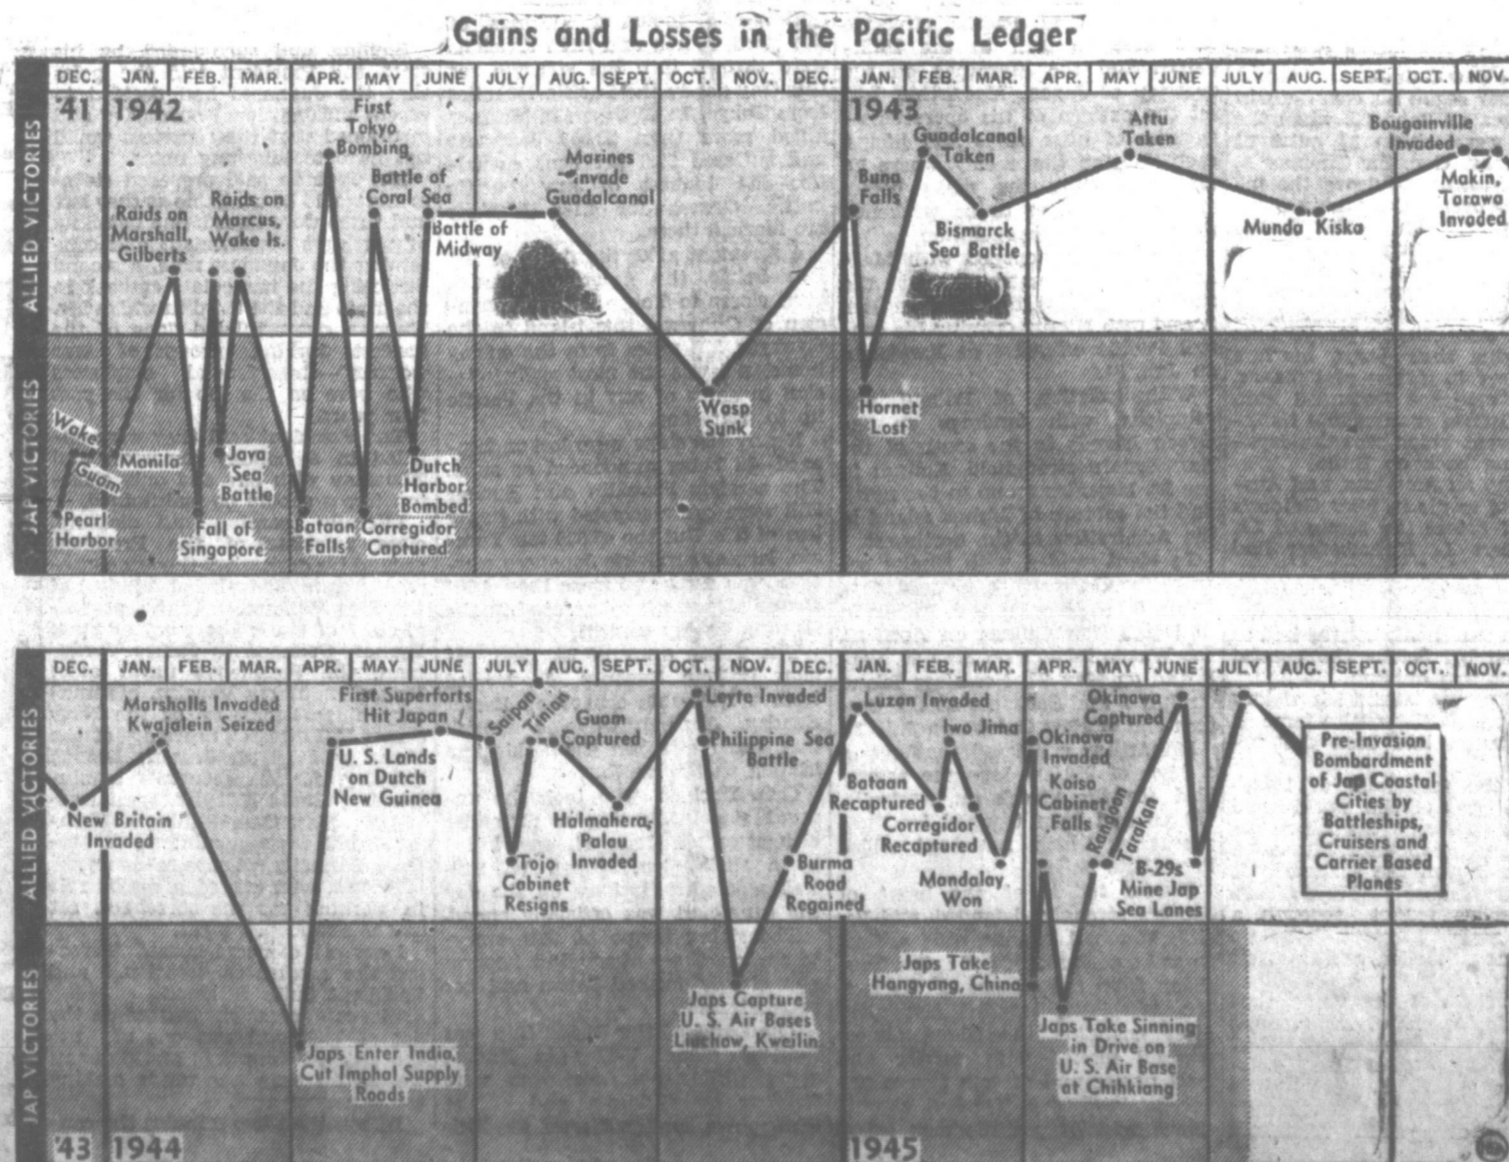 Gains and Losses in the Pacific Ledger
DEC. JAN. FEB. MAR. APR. MAY JUNE JULY AUG. SEPT. OCT. NOV. DEC. JAN. FEB. MAR. APR. MAY JUNE JULY AUG. SEPT. OCT. NOV.
'41 1942 1943
ALLIED VICTORIES
JAP VICTORIES
Pearl
Harbor
Wake
Guam
Manila
Raids on
Marshall,
Gilberts
Fall of
Singapore
Raids on
Marcus,
Wake Is.
Java
Sea
Battle
Bataan
Falls
First
Tokyo
Bombing
Corregidor
Captured
Battle of
Coral Sea
Dutch
Harbor
Bombed
Battle of
Midway
Marines
Invade
Guadalcanal
Wasp
Sunk
Buna
Falls
Hornet
Lost
Guadalcanal
Taken
Bismarck
Sea Battle
Attu
Taken
Munda Kiska
Bougainville
Invaded
Makin,
Tarawa
Invaded
DEC. JAN. FEB. MAR. APR. MAY JUNE JULY AUG. SEPT. OCT. NOV. DEC. JAN. FEB. MAR. APR. MAY JUNE JULY AUG. SEPT. OCT. NOV.
ALLIED VICTORIES
JAP VICTORIES
New Britain
Invaded
Marshalls Invaded
Kwajalein Seized
Japs Enter India,
Cut Imphal Supply
Roads
U. S. Lands
on Dutch
New Guinea
First Superforts
Hit Japan
Saipan
Tojo
Cabinet
Resigns
Tinian
Guam
Captured
Halmahera,
Palau
Invaded
Leyte Invaded
Philippine Sea
Battle
Japs Capture
U. S. Air Bases
Liuchow, Kweilin
Burma
Road
Regained
Luzon Invaded
Bataan
Recaptured
Iwo Jima
Corregidor
Recaptured
Mandalay
Won
Okinawa
Invaded
Japs Take
Hangyang, China
Koiso
Cabinet
Falls
Japs Take Sinning
in Drive on
U. S. Air Base
at Chihkiang
Rangoon
Tarakan
Okinawa
Captured
B-29s
Mine Jap
Sea Lanes
Pre-Invasion
Bombardment
of Jap Coastal
Cities by
Battleships,
Cruisers and
Carrier Based
Planes
'43 1944 1945